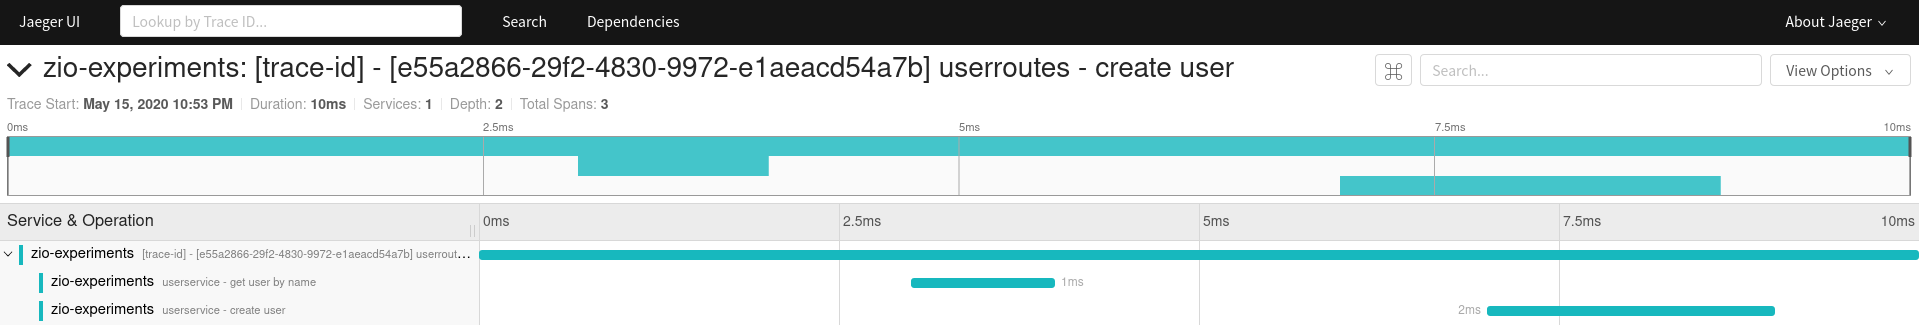 Jaeger UI Lookup by Trace ID... Search Dependencies About Jaeger
zio-experiments: [trace-id] - [e55a2866-29f2-4830-9972-e1aeacd54a7b] userroutes - create user Search... View Options
Trace Start: May 15, 2020 10:53 PM Duration: 10ms Services: 1 Depth: 2 Total Spans: 3
0ms 2.5ms 5ms 7.5ms 10ms
Service & Operation 0ms 2.5ms 5ms 7.5ms 10ms
zio-experiments [trace-id] - [e55a2866-29f2-4830-9972-e1aeacd54a7b] userrout...
zio-experiments userservice - get user by name 1ms
zio-experiments userservice - create user 2ms